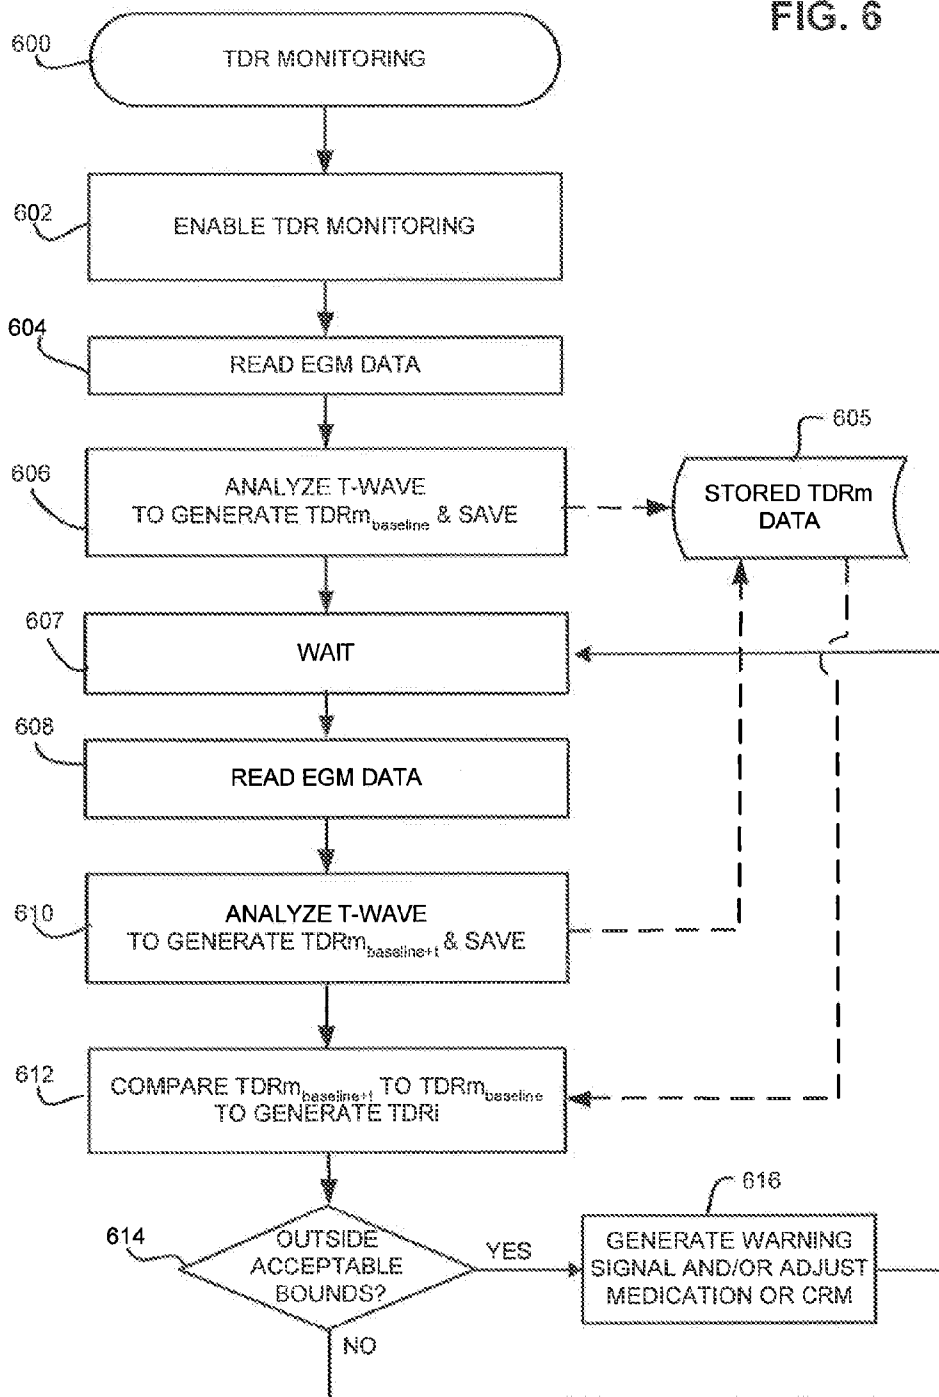 FIG. 6
600
TDR MONITORING
602
ENABLE TDR MONITORING
604
READ EGM DATA
605
STORED TDRm
DATA
606
ANALYZE T-WAVE
TO GENERATE TDRmbaseline & SAVE
607
WAIT
608
READ EGM DATA
610
ANALYZE T-WAVE
TO GENERATE TDRmbaseline+t & SAVE
612
COMPARE TDRmbaseline+t TO TDRmbaseline
TO GENERATE TDRi
614
OUTSIDE
ACCEPTABLE
BOUNDS?
YES
616
GENERATE WARNING
SIGNAL AND/OR ADJUST
MEDICATION OR CRM
NO